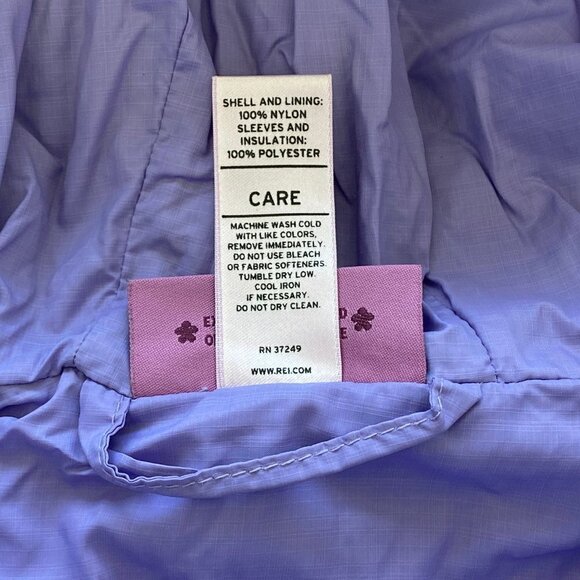 SHELL AND LINING:
100% NYLON
SLEEVES AND
INSULATION:
100% POLYESTER
CARE
MACHINE WASH COLD
WITH LIKE COLORS,
REMOVE IMMEDIATELY.
DO NOT USE BLEACH
OR FABRIC SOFTENERS.
TUMBLE DRY LOW.
COOL IRON
IF NECESSARY.
DO NOT DRY CLEAN.
RN 37249
WWW.REI.COM